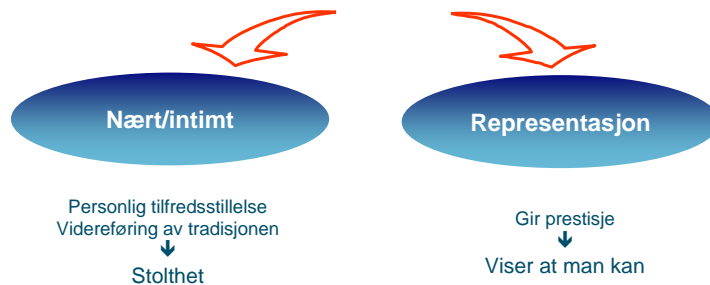 Nært/intimt
Personlig tilfredsstillelse
Videreføring av tradisjonen
Stolthet
Representasjon
Gir prestisje
Viser at man kan